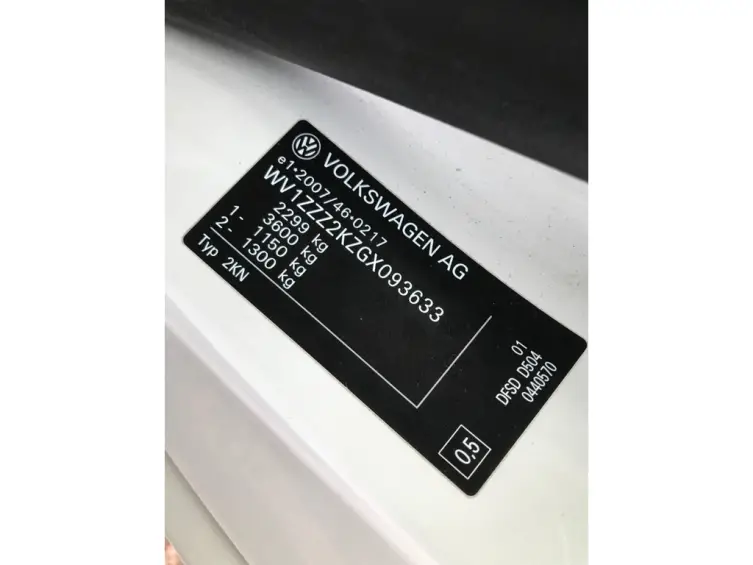 VOLKSWAGEN AG
e1*2007/46*0217
WV1ZZZ2KZGX093633
2299 kg
3600 kg
1- 1150 kg
2- 1300 kg
Typ 2KN
01
DFSD D504
0440570
0,5